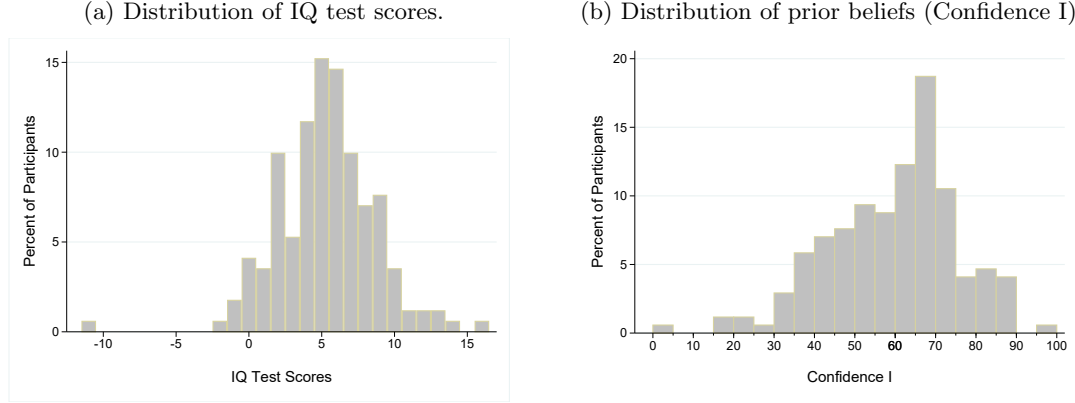 (a) Distribution of IQ test scores.
15
10
5
0
-10 -5 0 5 10 15
Percent of Participants
IQ Test Scores
(b) Distribution of prior beliefs (Confidence I)
20
15
10
5
0
0 10 20 30 40 50 60 70 80 90 100
Percent of Participants
Confidence I